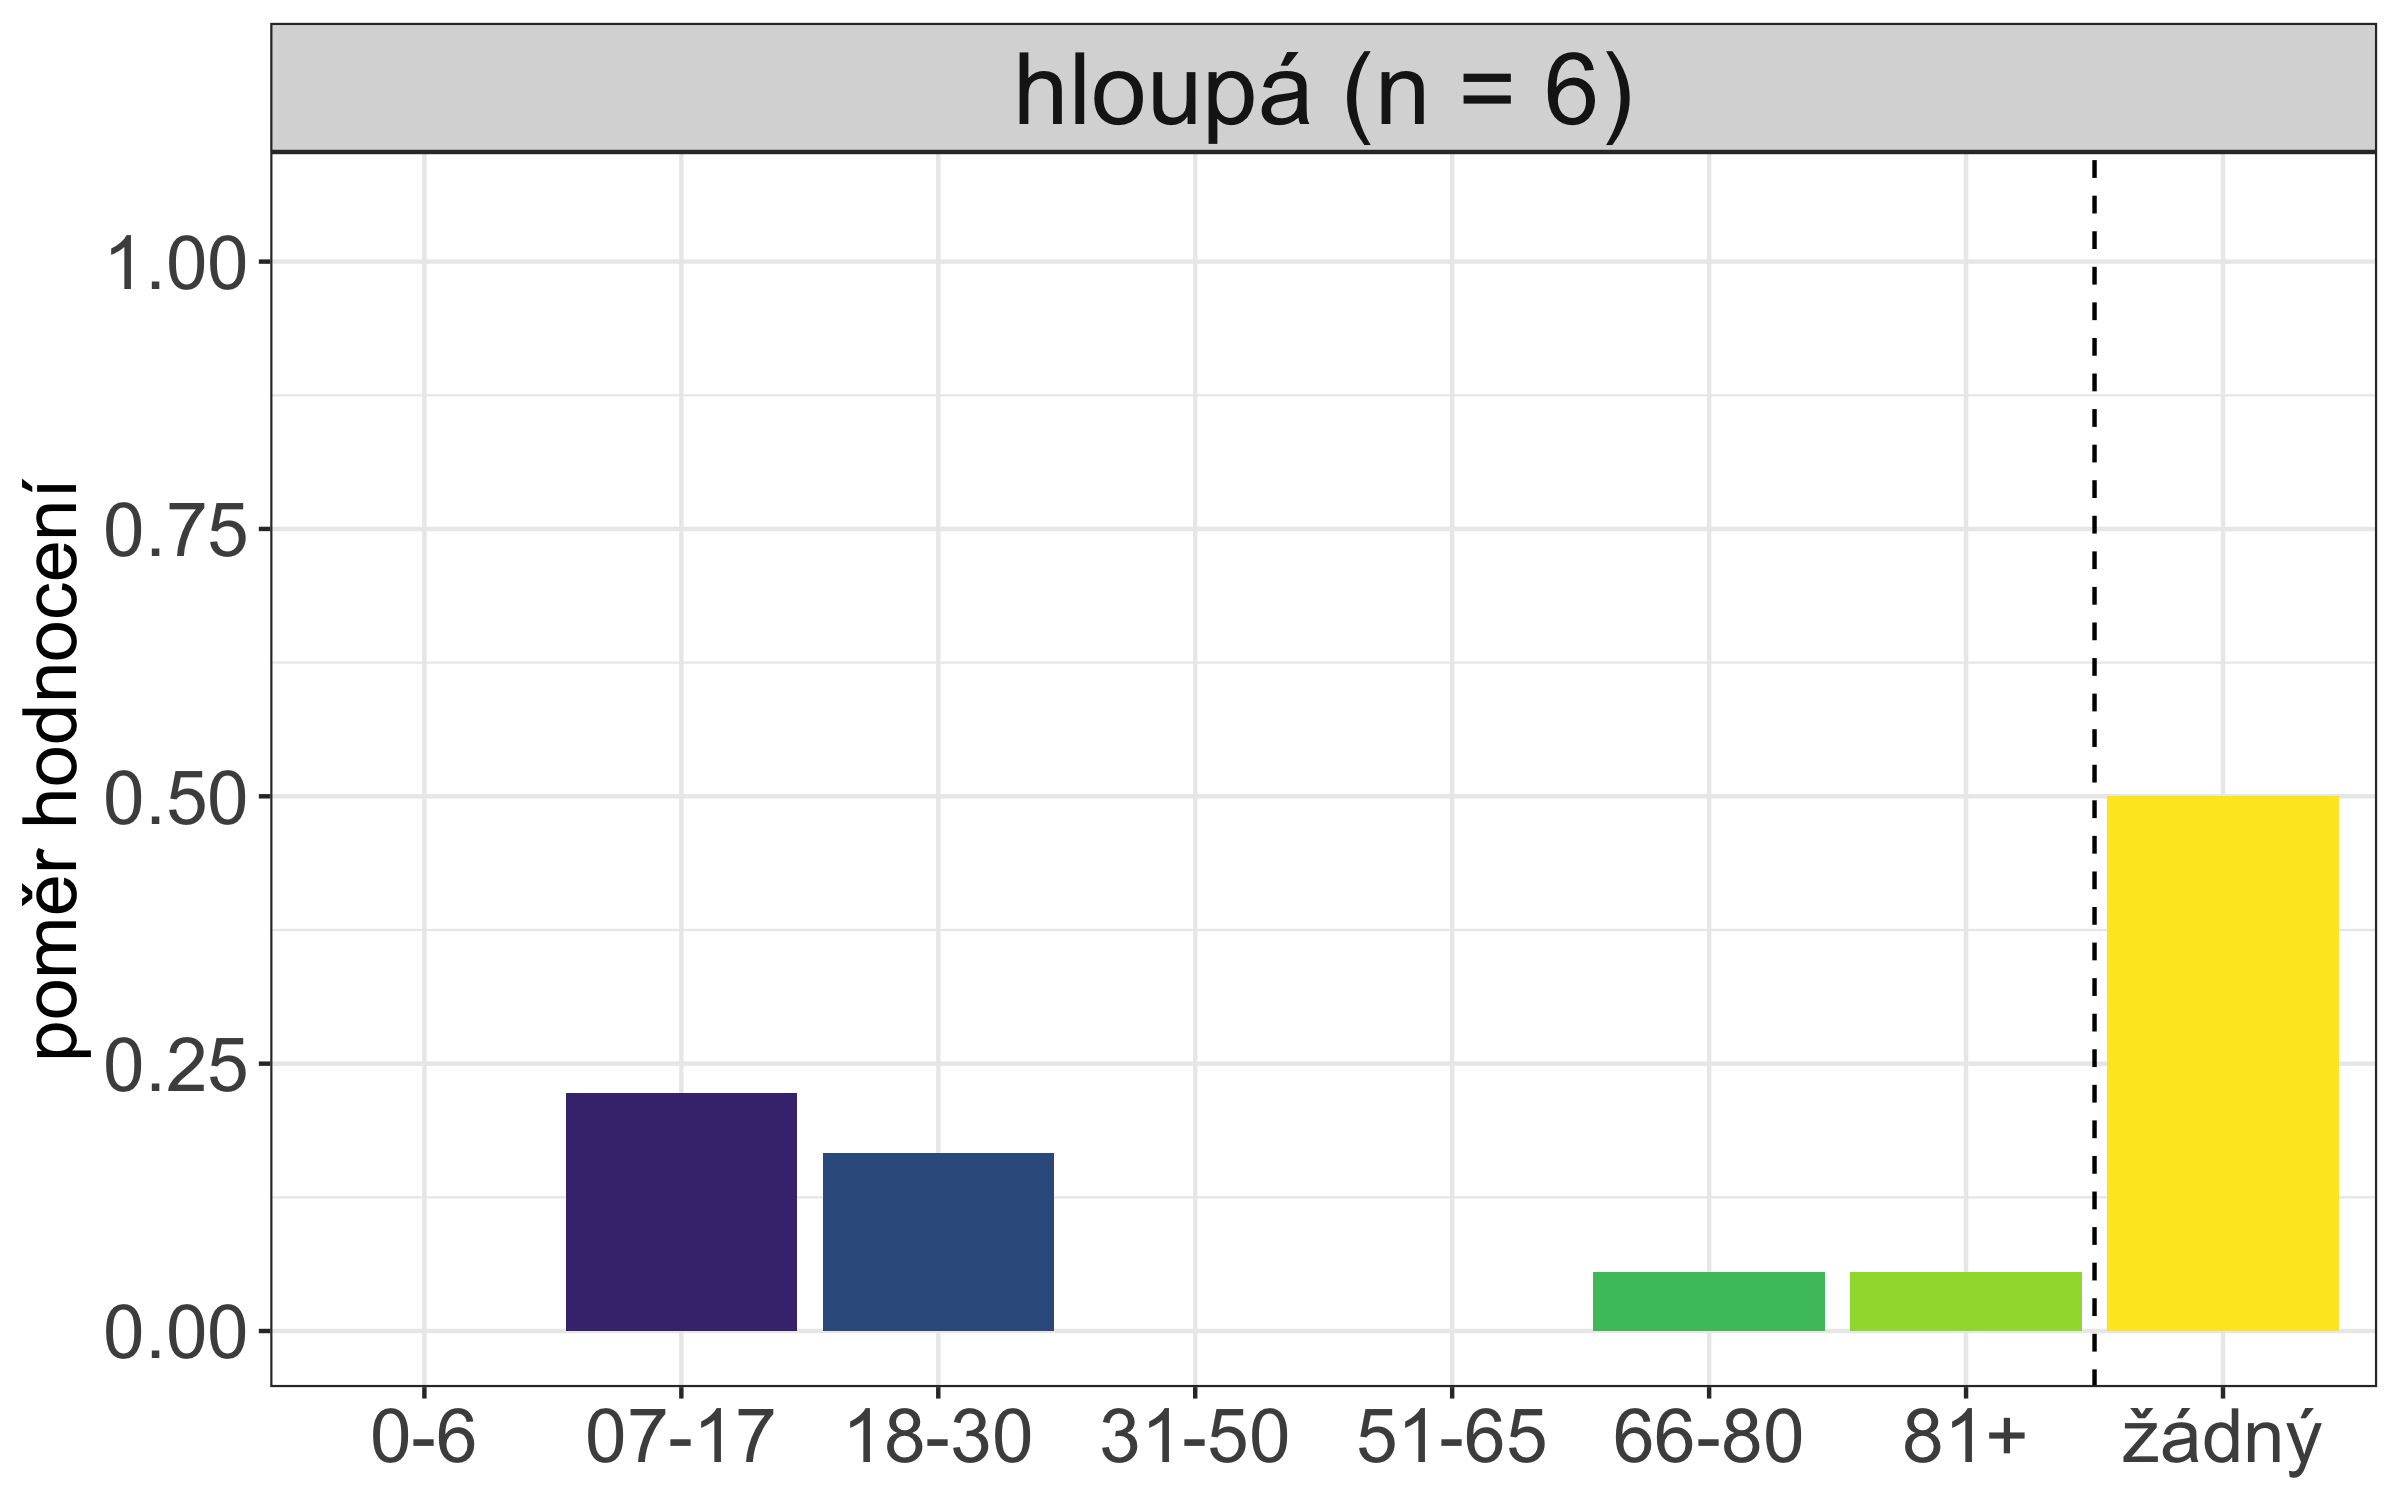 hloupá (n = 6)
poměr hodnocení
1.00
0.75
0.50
0.25
0.00
0-6 07-17 18-30 31-50 51-65 66-80 81+ žádný